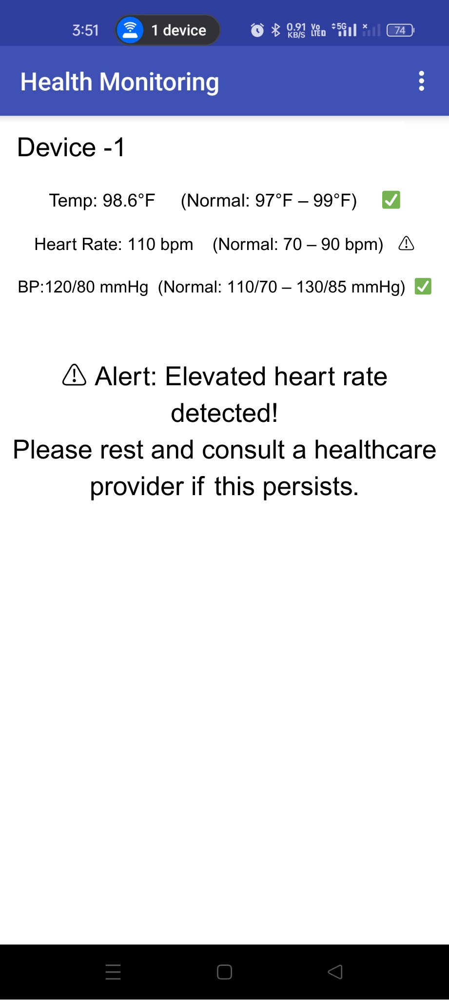 3:51 1 device 0.91 KB/S Vo LTED 5G 74
Health Monitoring
Device -1
Temp: 98.6°F (Normal: 97°F – 99°F) ✅
Heart Rate: 110 bpm (Normal: 70 – 90 bpm) ⚠
BP:120/80 mmHg (Normal: 110/70 – 130/85 mmHg) ✅
⚠ Alert: Elevated heart rate
detected!
Please rest and consult a healthcare
provider if this persists.